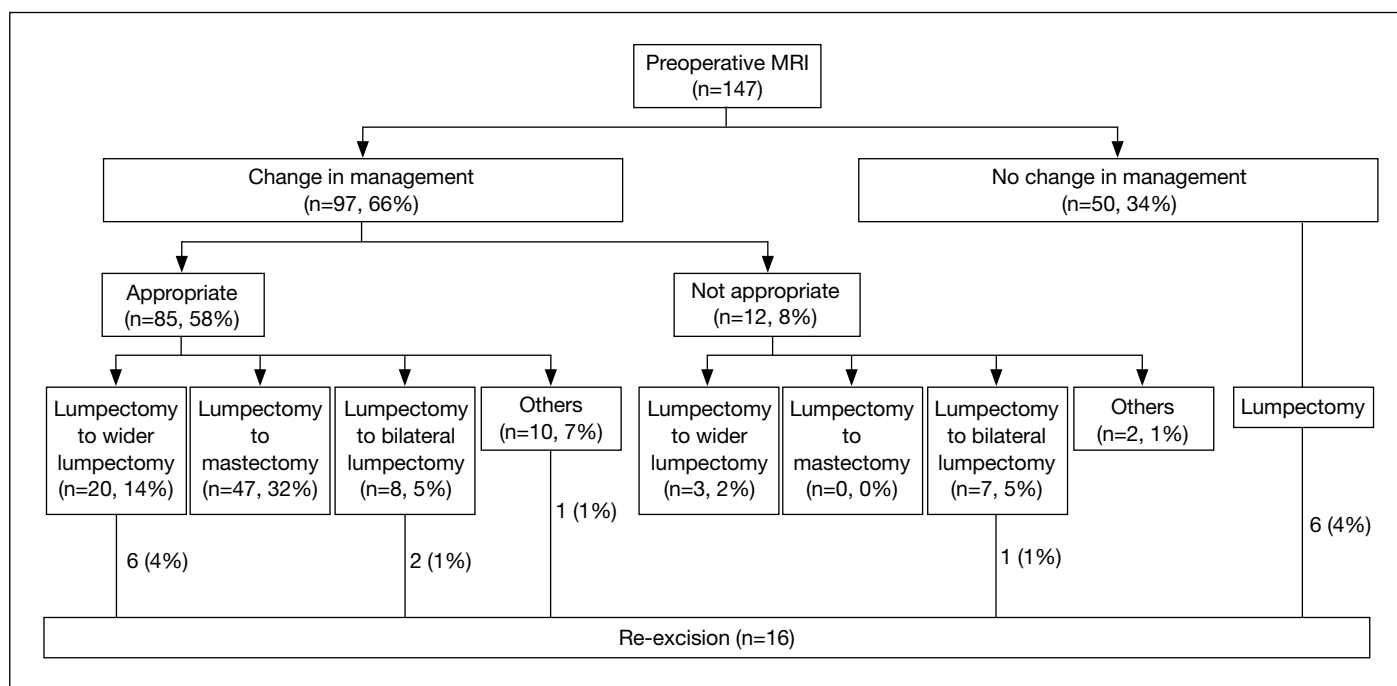 Preoperative MRI
(n=147)
Change in management
(n=97, 66%)
No change in management
(n=50, 34%)
Appropriate
(n=85, 58%)
Not appropriate
(n=12, 8%)
Lumpectomy
to wider
lumpectomy
(n=20, 14%)
Lumpectomy
to
mastectomy
(n=47, 32%)
Lumpectomy
to bilateral
lumpectomy
(n=8, 5%)
Others
(n=10, 7%)
Lumpectomy
to wider
lumpectomy
(n=3, 2%)
Lumpectomy
to
mastectomy
(n=0, 0%)
Lumpectomy
to bilateral
lumpectomy
(n=7, 5%)
Others
(n=2, 1%)
Lumpectomy
6 (4%)
2 (1%)
1 (1%)
1 (1%)
6 (4%)
Re-excision (n=16)